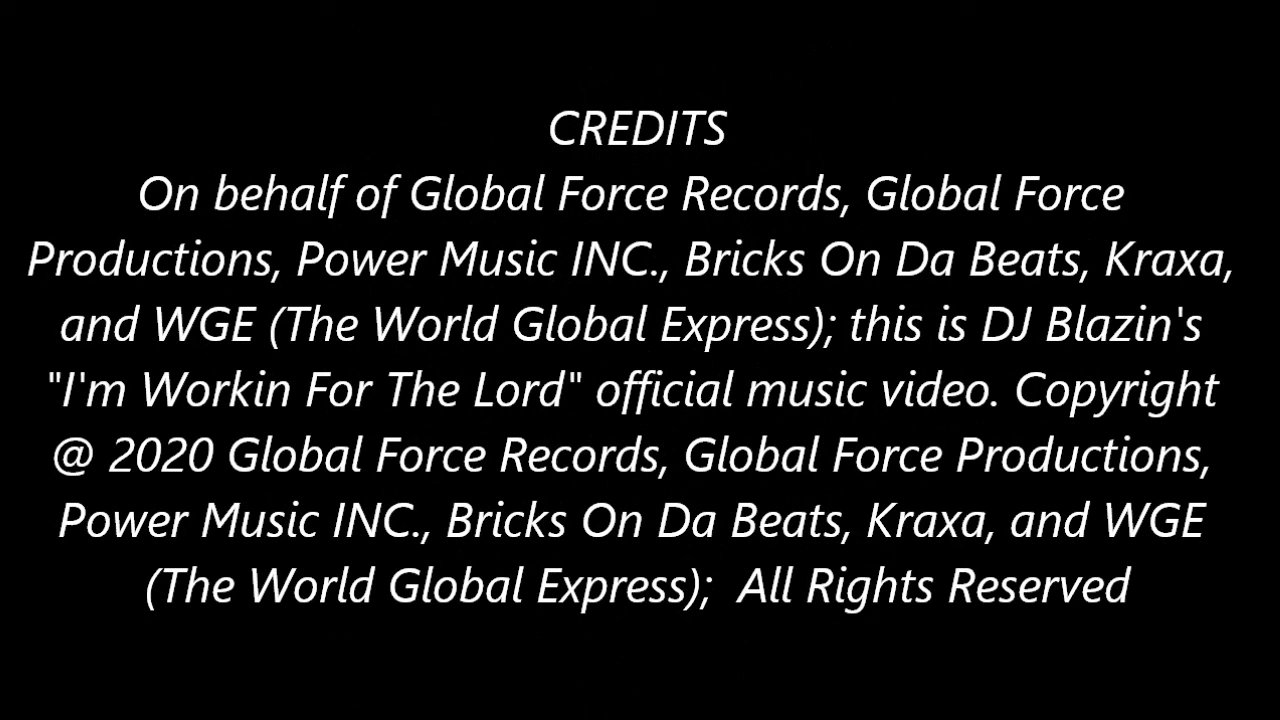 CREDITS
On behalf of Global Force Records, Global Force
Productions, Power Music INC., Bricks On Da Beats, Kraxa,
and WGE (The World Global Express); this is DJ Blazin's
"I'm Workin For The Lord" official music video. Copyright
@ 2020 Global Force Records, Global Force Productions,
Power Music INC., Bricks On Da Beats, Kraxa, and WGE
(The World Global Express);  All Rights Reserved